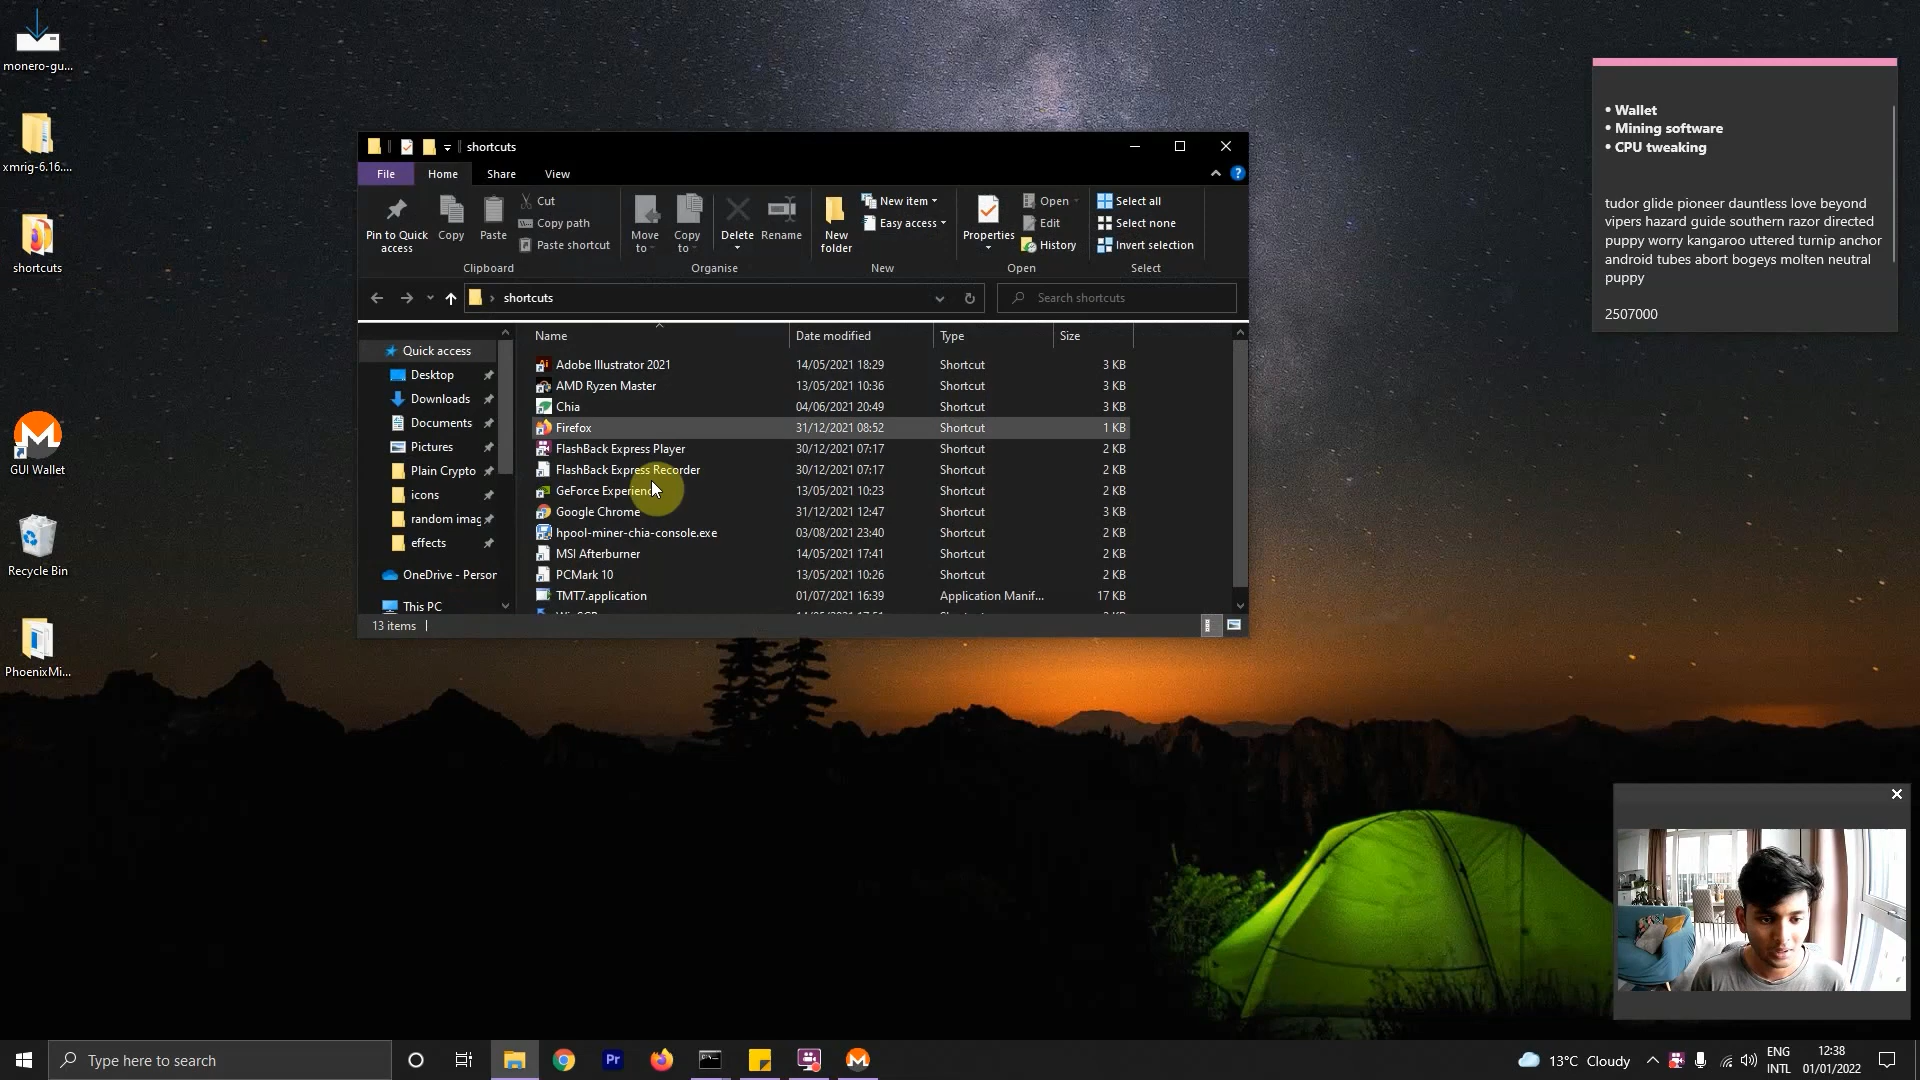 monero-gu...
xmrig-6.16....
shortcuts
GUI Wallet
Recycle Bin
PhoenixMi...
shortcuts
File
Home
Share
View
Pin to Quick access
Copy
Paste
Cut
Copy path
Paste shortcut
Clipboard
Move to
Copy to
Delete
Rename
Organise
New folder
New item
Easy access
New
Properties
Open
Edit
History
Open
Select all
Select none
Invert selection
Select
shortcuts
Search shortcuts
Quick access
Desktop
Downloads
Documents
Pictures
Plain Crypto
icons
random imag
effects
OneDrive - Person
This PC
Name Date modified Type Size
Adobe Illustrator 2021 14/05/2021 18:29 Shortcut 3 KB
AMD Ryzen Master 13/05/2021 10:36 Shortcut 3 KB
Chia 04/06/2021 20:49 Shortcut 3 KB
Firefox 31/12/2021 08:52 Shortcut 1 KB
FlashBack Express Player 30/12/2021 07:17 Shortcut 2 KB
FlashBack Express Recorder 30/12/2021 07:17 Shortcut 2 KB
GeForce Experience 13/05/2021 10:23 Shortcut 2 KB
Google Chrome 31/12/2021 12:47 Shortcut 3 KB
hpool-miner-chia-console.exe 03/08/2021 23:40 Shortcut 2 KB
MSI Afterburner 14/05/2021 17:41 Shortcut 2 KB
PCMark 10 13/05/2021 10:26 Shortcut 2 KB
TMT7.application 01/07/2021 16:39 Application Manif... 17 KB
13 items
• Wallet
• Mining software
• CPU tweaking
tudor glide pioneer dauntless love beyond
vipers hazard guide southern razor directed
puppy worry kangaroo uttered turnip anchor
android tubes abort bogeys molten neutral
puppy
2507000
Type here to search
Pr
13°C Cloudy
ENG
INTL
12:38
01/01/2022